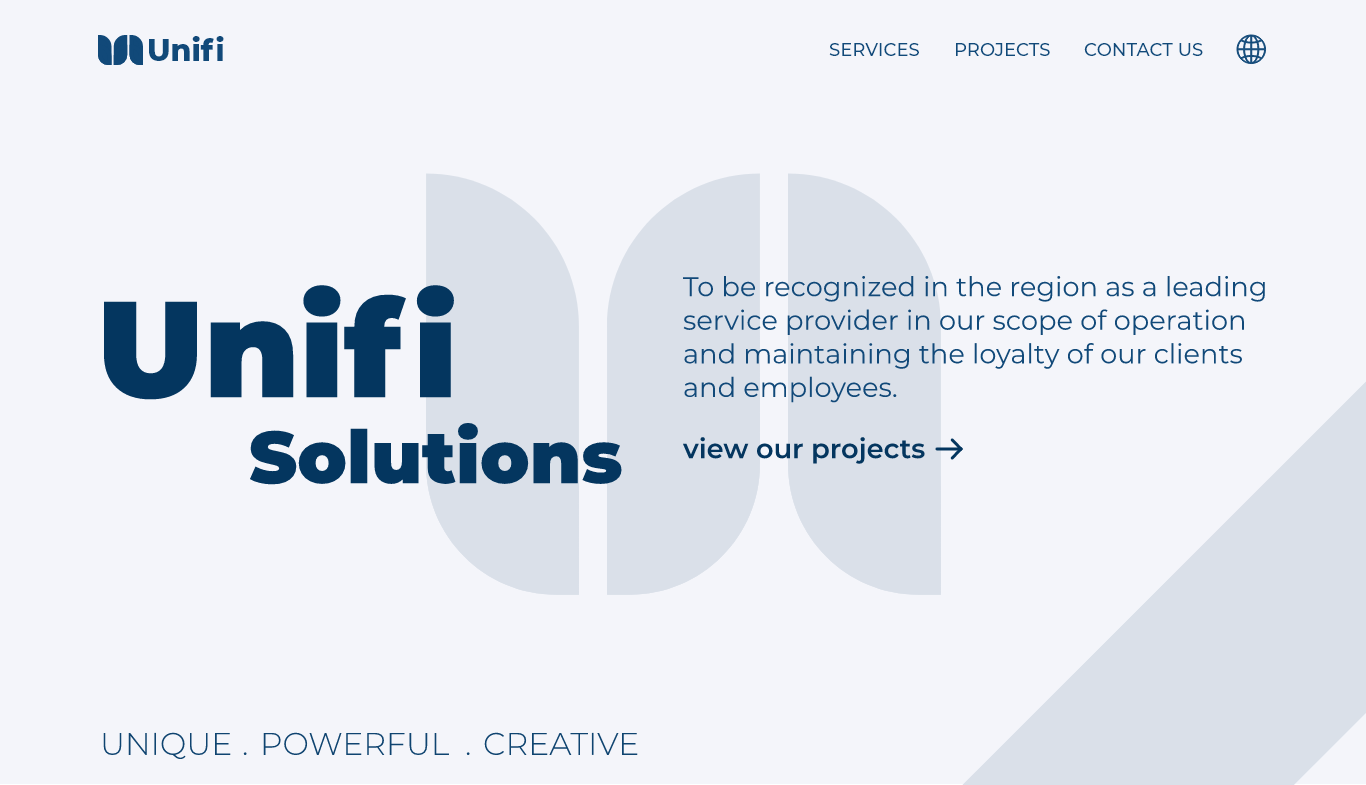 Unifi
SERVICES PROJECTS CONTACT US
Unifi
Solutions
To be recognized in the region as a leading
service provider in our scope of operation
and maintaining the loyalty of our clients
and employees.
view our projects →
UNIQUE . POWERFUL . CREATIVE